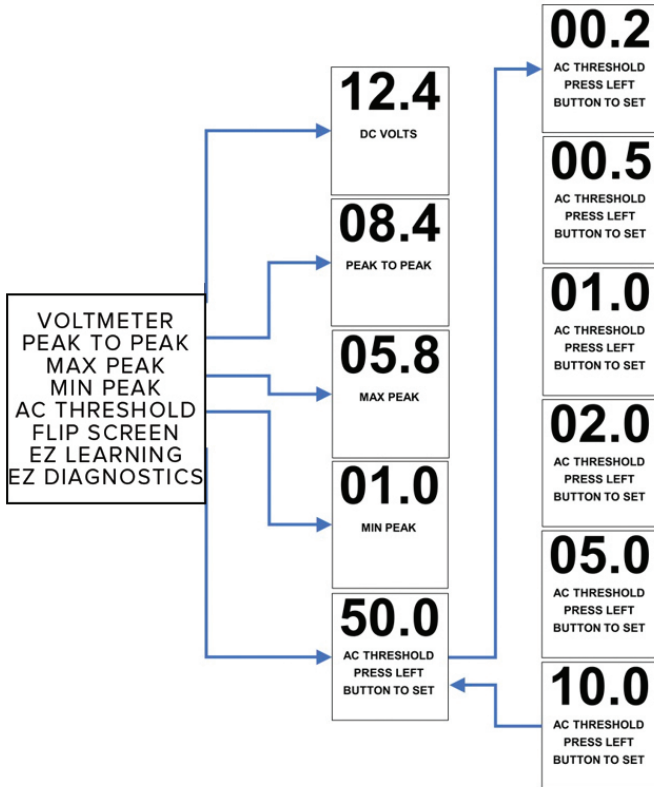 VOLTMETER
PEAK TO PEAK
MAX PEAK
MIN PEAK
AC THRESHOLD
FLIP SCREEN
EZ LEARNING
EZ DIAGNOSTICS
12.4
DC VOLTS
08.4
PEAK TO PEAK
05.8
MAX PEAK
01.0
MIN PEAK
50.0
AC THRESHOLD
PRESS LEFT
BUTTON TO SET
00.2
AC THRESHOLD
PRESS LEFT
BUTTON TO SET
00.5
AC THRESHOLD
PRESS LEFT
BUTTON TO SET
01.0
AC THRESHOLD
PRESS LEFT
BUTTON TO SET
02.0
AC THRESHOLD
PRESS LEFT
BUTTON TO SET
05.0
AC THRESHOLD
PRESS LEFT
BUTTON TO SET
10.0
AC THRESHOLD
PRESS LEFT
BUTTON TO SET